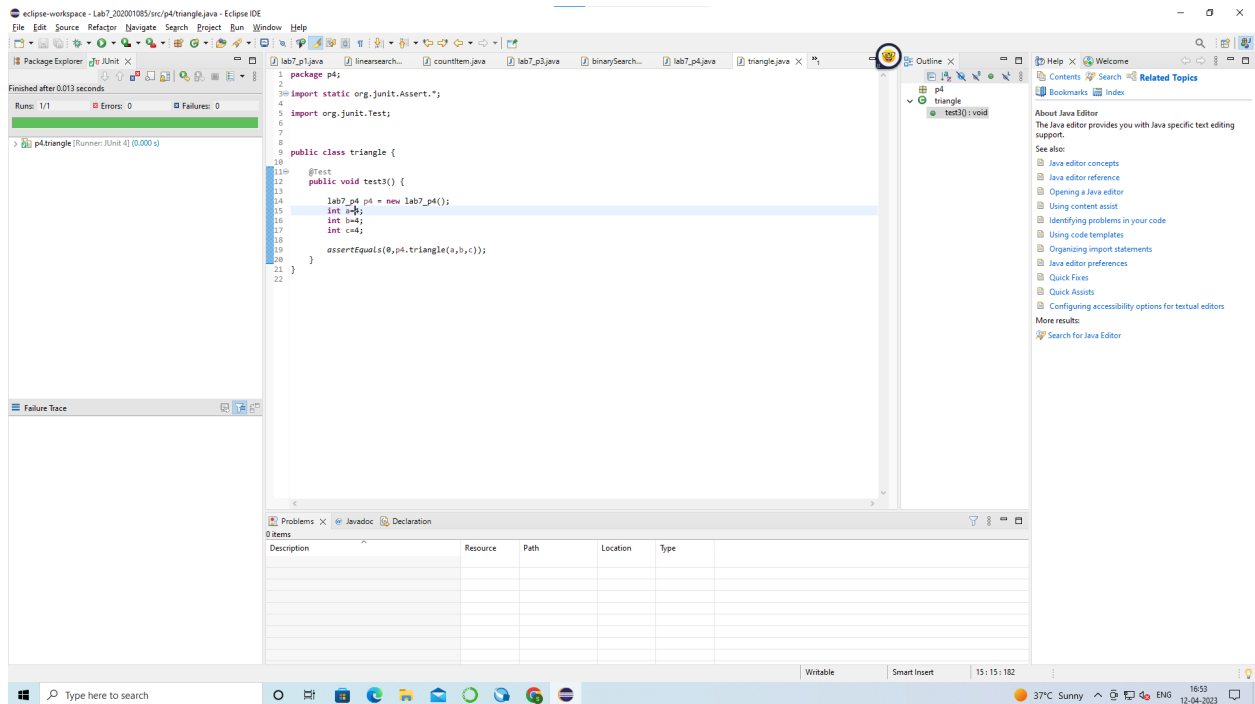 eclipse-workspace - Lab7_202001085/src/p4/triangle.java - Eclipse IDE
File Edit Source Refactor Navigate Search Project Run Window Help
Package Explorer JUnit
Finished after 0.013 seconds
Runs: 1/1 Errors: 0 Failures: 0
p4.triangle [Runner: JUnit 4] (0.000 s)
Failure Trace
lab7_p1.java linearsearch... countItem.java lab7_p3.java binarySearch... lab7_p4.java triangle.java »1
1 package p4;
2
3 import static org.junit.Assert.*;
4
5 import org.junit.Test;
6
7
8
9 public class triangle {
10
11 @Test
12 public void test3() {
13
14 lab7_p4 p4 = new lab7_p4();
15 int a=4;
16 int b=4;
17 int c=4;
18
19 assertEquals(0,p4.triangle(a,b,c));
20 }
21 }
22
Outline
p4
triangle
test3() : void
Help Welcome
Contents Search Related Topics
Bookmarks Index
About Java Editor
The Java editor provides you with Java specific text editing
support.
See also:
Java editor concepts
Java editor reference
Opening a Java editor
Using content assist
Identifying problems in your code
Using code templates
Organizing import statements
Java editor preferences
Quick Fixes
Quick Assists
Configuring accessibility options for textual editors
More results:
Search for Java Editor
Problems Javadoc Declaration
0 items
Description Resource Path Location Type
Writable Smart Insert 15 : 15 : 182
Type here to search
37°C Sunny ENG 16:53
12-04-2023